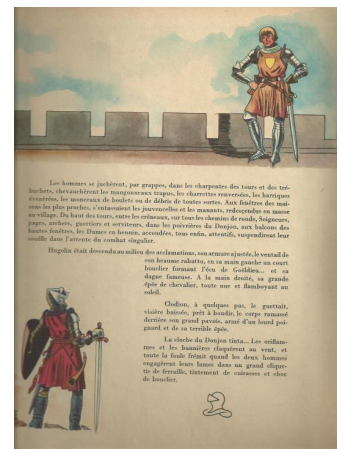 Les hommes se juchèrent, par grappes, dans les charpentes des tours et des tré-
buchets, chevauchèrent les mangonneaux trapus, les charrettes renversées, les barriques
éventrées, les monceaux de boulets ou de débris de toutes sortes. Aux fenêtres des mai-
sons les plus proches, s'entassaient les jouvencelles et les manants, redescendus en masse
au village. Du haut des tours, entre les créneaux, sur tous les chemins de ronde, Seigneurs,
pages, archers, guerriers et serviteurs, dans les poivrières du Donjon, aux balcons des
hautes fenêtres, les Dames en hennin, accoudées, tous enfin, attentifs, suspendirent leur
souffle dans l'attente du combat singulier.
Hugolin était descendu au milieu des acclamations, son armure ajustée, le ventail de
son heaume rabattu, en sa main gauche un court
bouclier formant l'écu de et sa
dague fameuse. A la main droite, sa grande
épée de chevalier, toute nue et flamboyant au
soleil.
Clodion, à quelques pas, le guettait,
visière baissée, prêt à bondir, le corps ramassé
derrière son grand pavois, armé d'un lourd poi-
gnard et de sa terrible épée.
La cloche du Donjon tinta... Les oriflam-
mes et les bannières claquèrent au vent, et
toute la foule frémit quand les deux hommes
engagèrent leurs lames dans un grand clique-
tis de ferraille, tintement de cuirasses et choc
de bouclier.